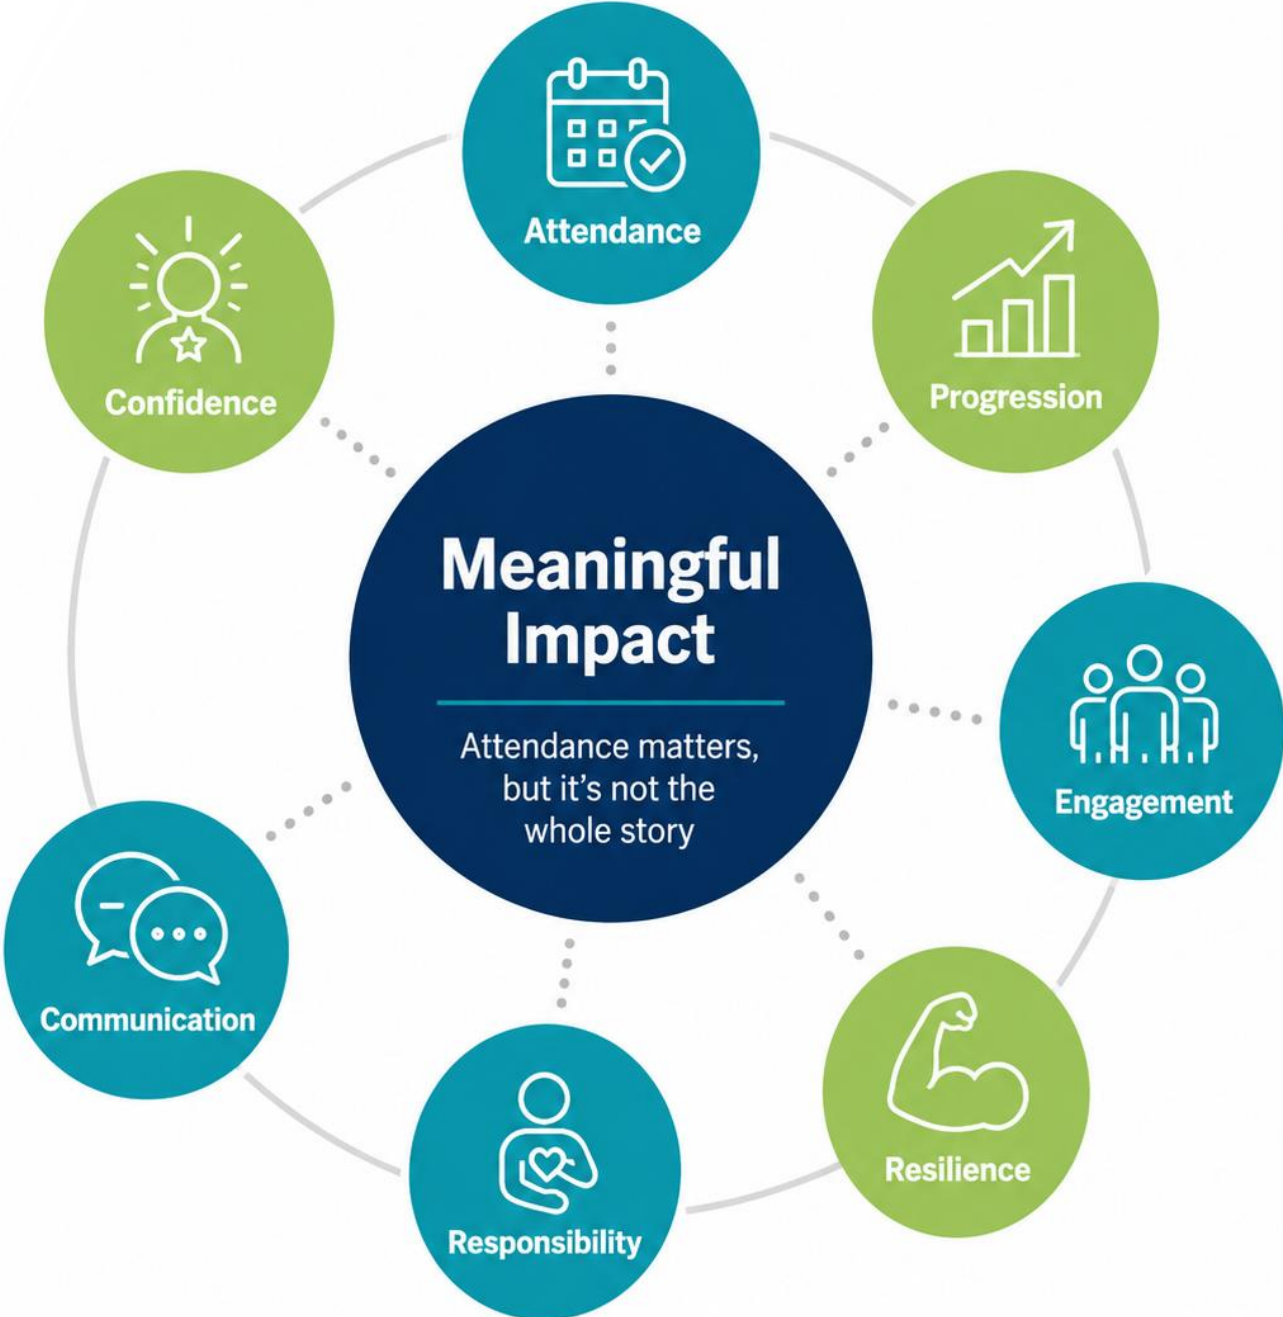 Attendance
Progression
Engagement
Resilience
Responsibility
Communication
Confidence
Meaningful
Impact
Attendance matters,
but it's not the
whole story